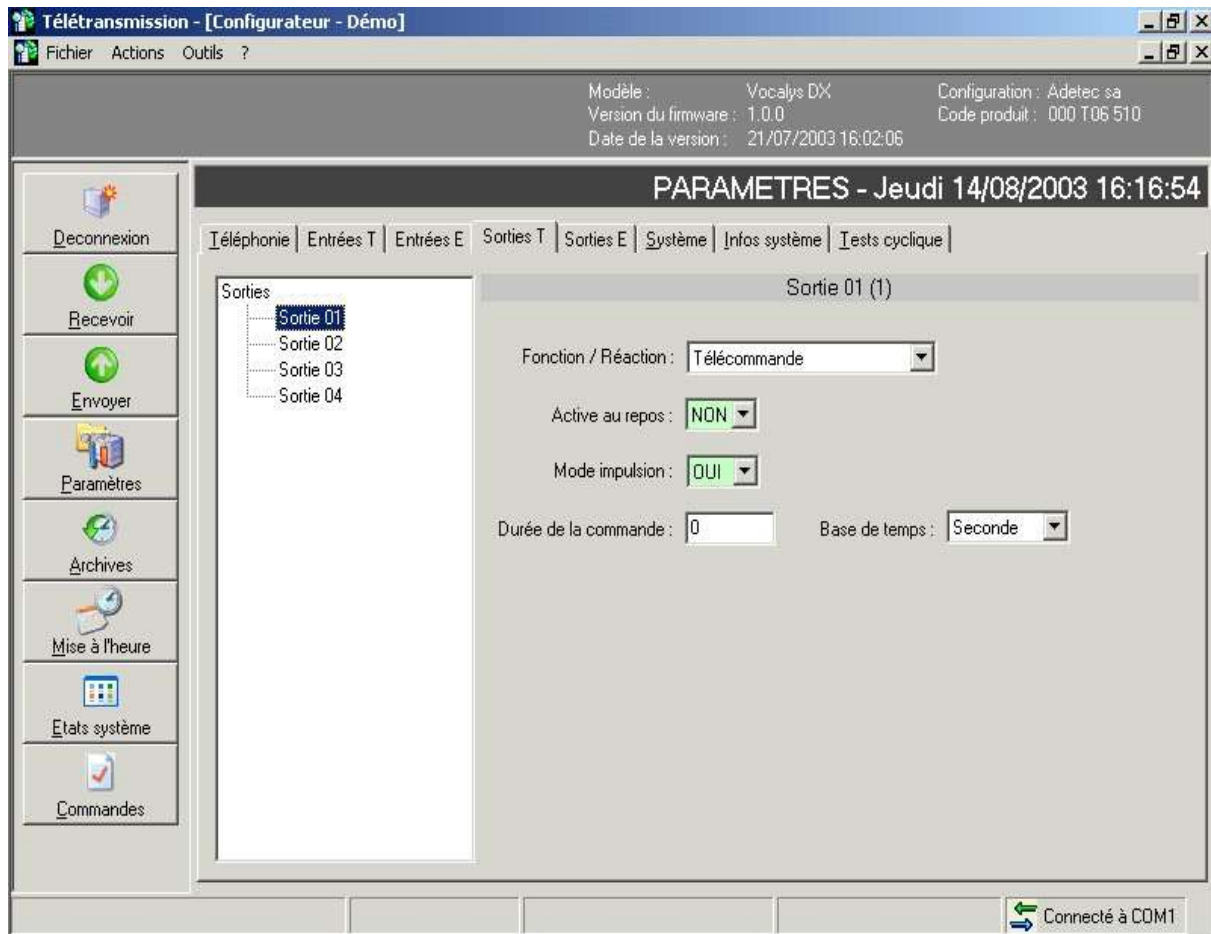 Télétransmission - [Configurateur - Démo]
Fichier Actions Outils ?
Modèle : Vocalys DX Configuration : Adetec sa
Version du firmware : 1.0.0 Code produit : 000 T06 510
Date de la version : 21/07/2003 16:02:06
PARAMETRES - Jeudi 14/08/2003 16:16:54
Deconnexion
Recevoir
Envoyer
Paramètres
Archives
Mise à l'heure
Etats système
Commandes
Téléphonie Entrées T Entrées E Sorties T Sorties E Système Infos système Tests cyclique
Sorties
Sortie 01
Sortie 02
Sortie 03
Sortie 04
Sortie 01 (1)
Fonction / Réaction : Télécommande
Active au repos : NON
Mode impulsion : OUI
Durée de la commande : 0 Base de temps : Seconde
Connecté à COM1